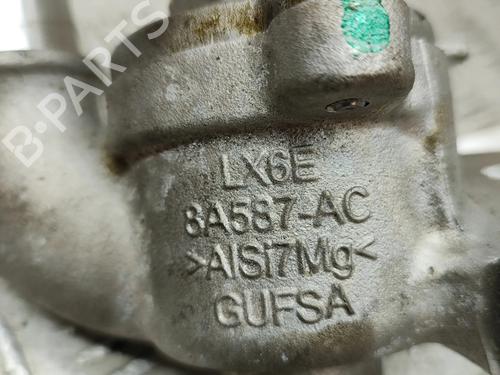 B-PARTS
LX6E
8A587-AC
>AlSi7Mg<
GUFSA